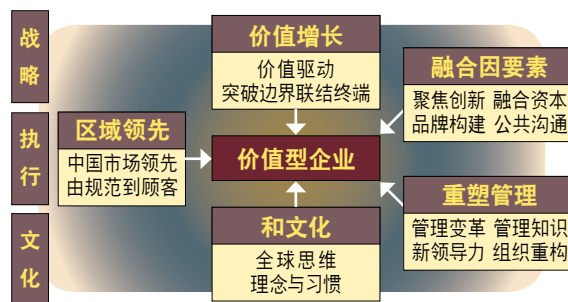 战略
执行
文化
价值增长
价值驱动
突破边界联结终端
融合因要素
聚焦创新 融合资本
品牌构建 公共沟通
区域领先
中国市场领先
由规范到顾客
价值型企业
重塑管理
管理变革 管理知识
新领导力 组织重构
和文化
全球思维
理念与习惯